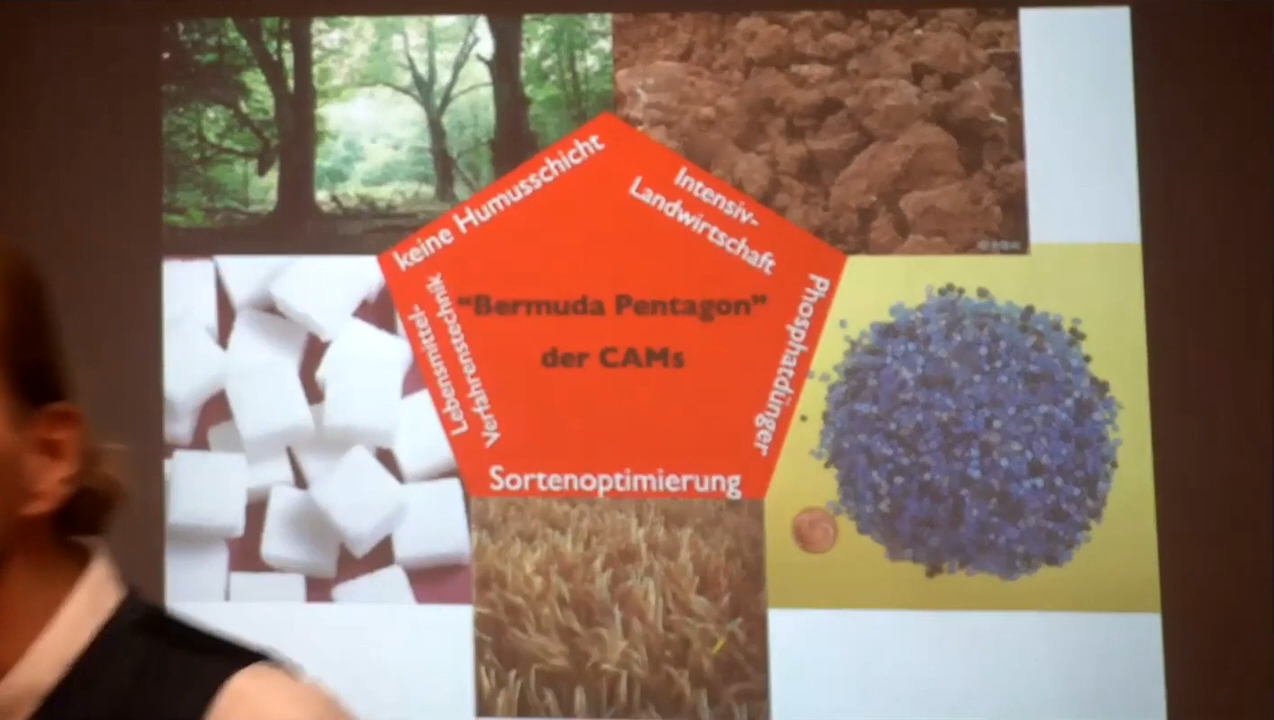 keine Humusschicht
Intensiv-
Landwirtschaft
Lebensmittel-
Verfahrenstechnik
"Bermuda Pentagon"
der CAMs
Phosphatdünger
Sortenoptimierung